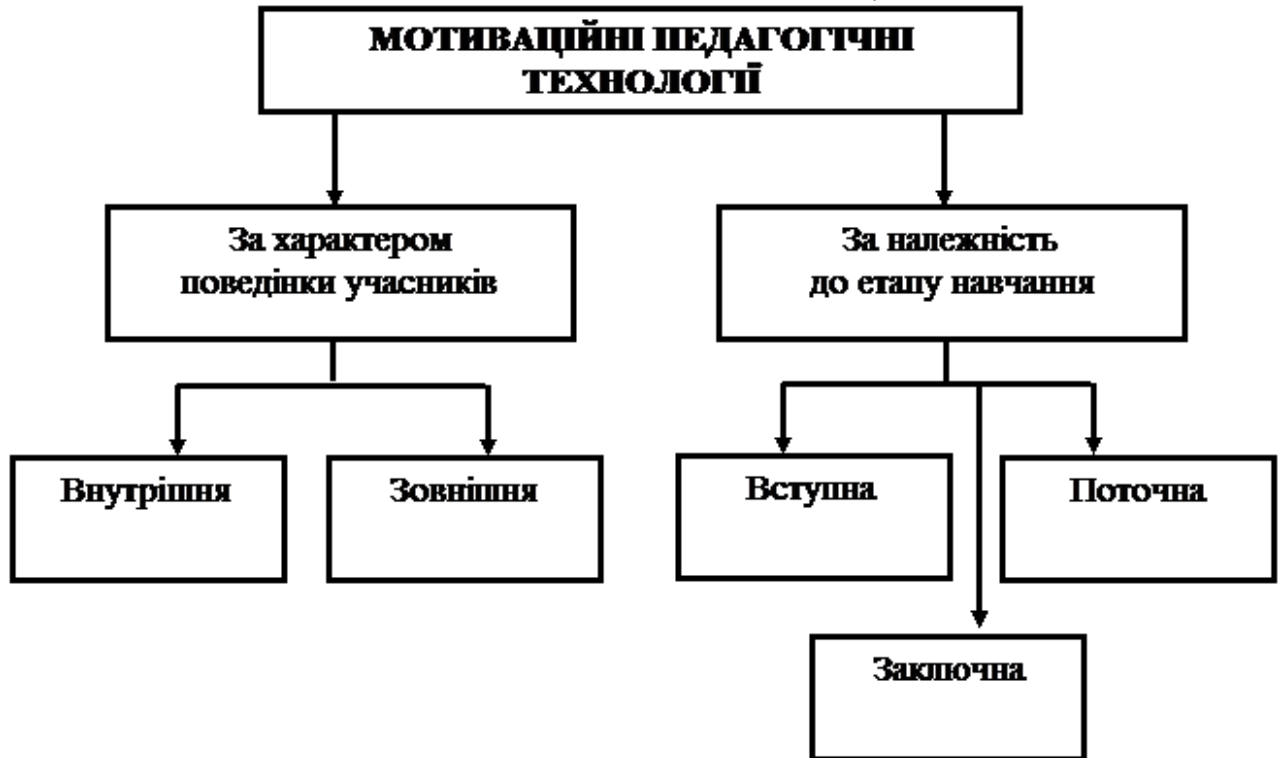 МОТИВАЦІЙНІ ПЕДАГОГІЧНІ
ТЕХНОЛОГІЇ
За характером
поведінки учасників
За належність
до етапу навчання
Внутрішня
Зовнішня
Вступна
Поточна
Заключна